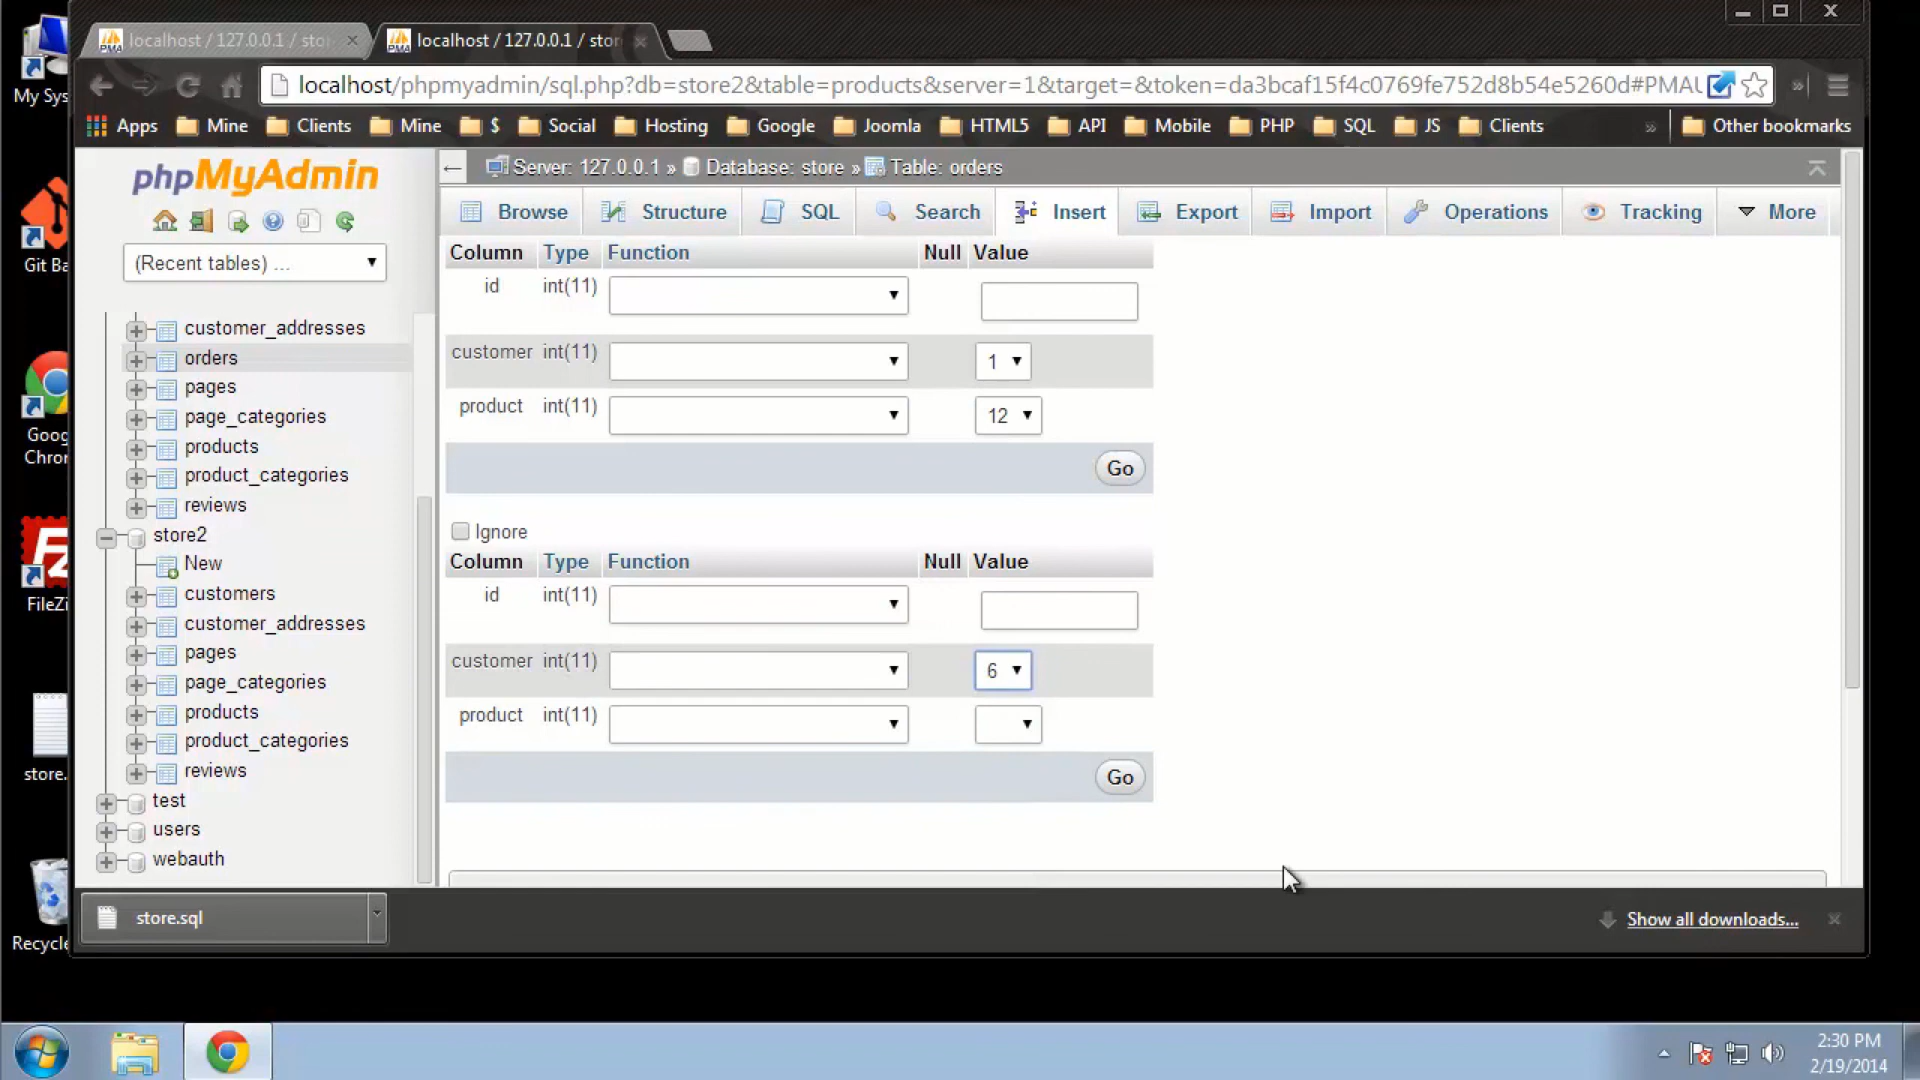 localhost / 127.0.0.1 / stor
localhost / 127.0.0.1 / stor
localhost/phpmyadmin/sql.php?db=store2&table=products&server=1&target=&token=da3bcaf15f4c0769fe752d8b54e5260d#PMAU
Apps Mine Clients Mine $ Social Hosting Google Joomla HTML5 API Mobile PHP SQL JS Clients » Other bookmarks
My Sys
Git Ba
Goo
Chron
FileZi
store.
Recycle
phpMyAdmin
(Recent tables) ...
customer_addresses
orders
pages
page_categories
products
product_categories
reviews
store2
New
customers
customer_addresses
pages
page_categories
products
product_categories
reviews
test
users
webauth
Server: 127.0.0.1 » Database: store » Table: orders
Browse Structure SQL Search Insert Export Import Operations Tracking More
Column Type Function Null Value
id int(11)
customer int(11) 1
product int(11) 12
Go
Ignore
Column Type Function Null Value
id int(11)
customer int(11) 6
product int(11)
Go
store.sql
Show all downloads...
2:30 PM
2/19/2014